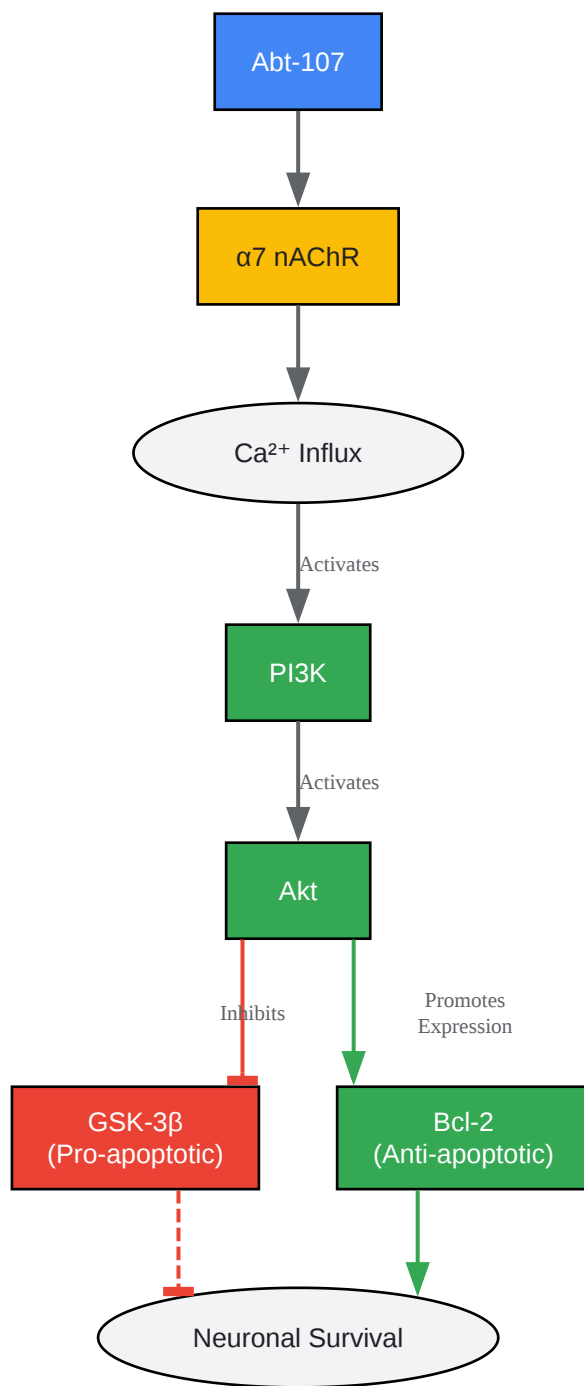 Abt-107
α7 nAChR
Ca²⁺ Influx
Activates
PI3K
Activates
Akt
Inhibits
Promotes
Expression
GSK-3β
(Pro-apoptotic)
Bcl-2
(Anti-apoptotic)
Neuronal Survival